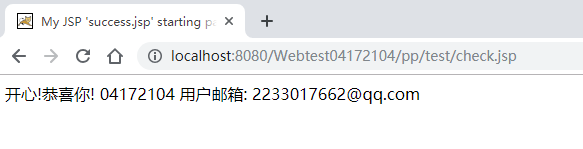 My JSP 'success.jsp' starting pa
localhost:8080/Webtest04172104/pp/test/check.jsp
开心!恭喜你! 04172104 用户邮箱: 2233017662@qq.com